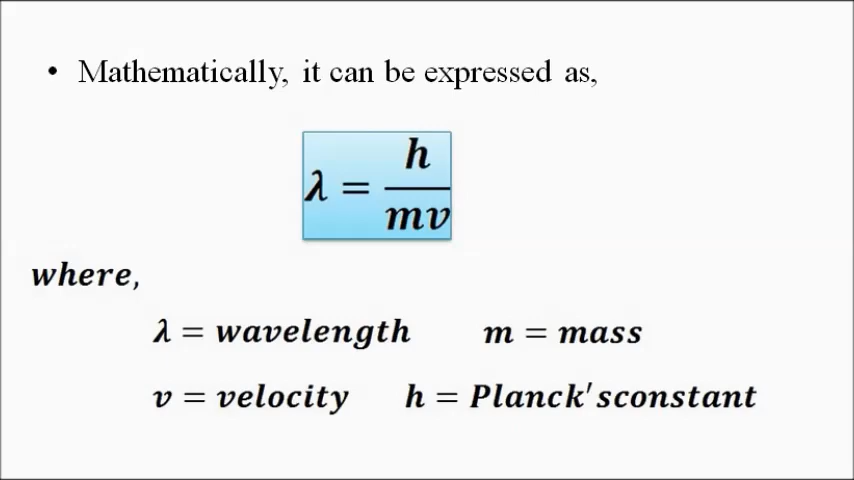 • Mathematically, it can be expressed as,
λ = h/mv
where,
λ = wavelength m = mass
v = velocity h = Planck′sconstant